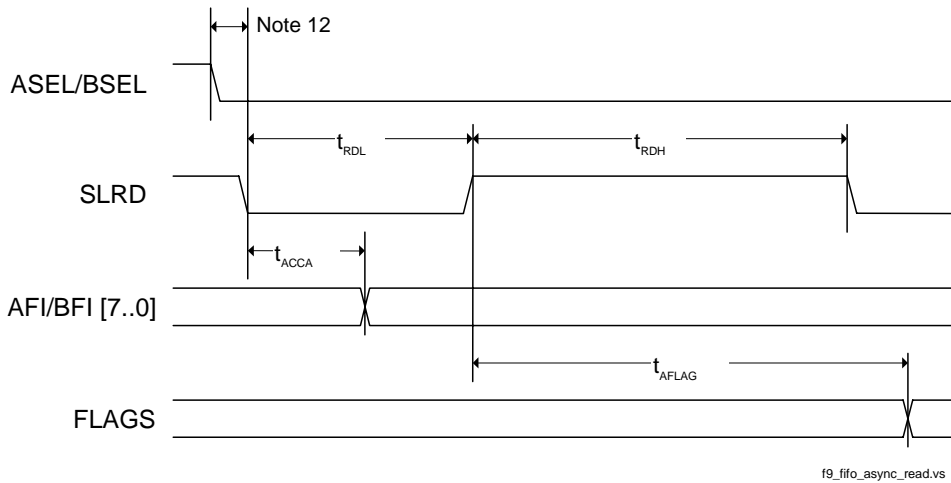 Note 12
ASEL/BSEL
tRDL
tRDH
SLRD
tACCA
AFI/BFI [7..0]
tAFLAG
FLAGS
f9_fifo_async_read.vs